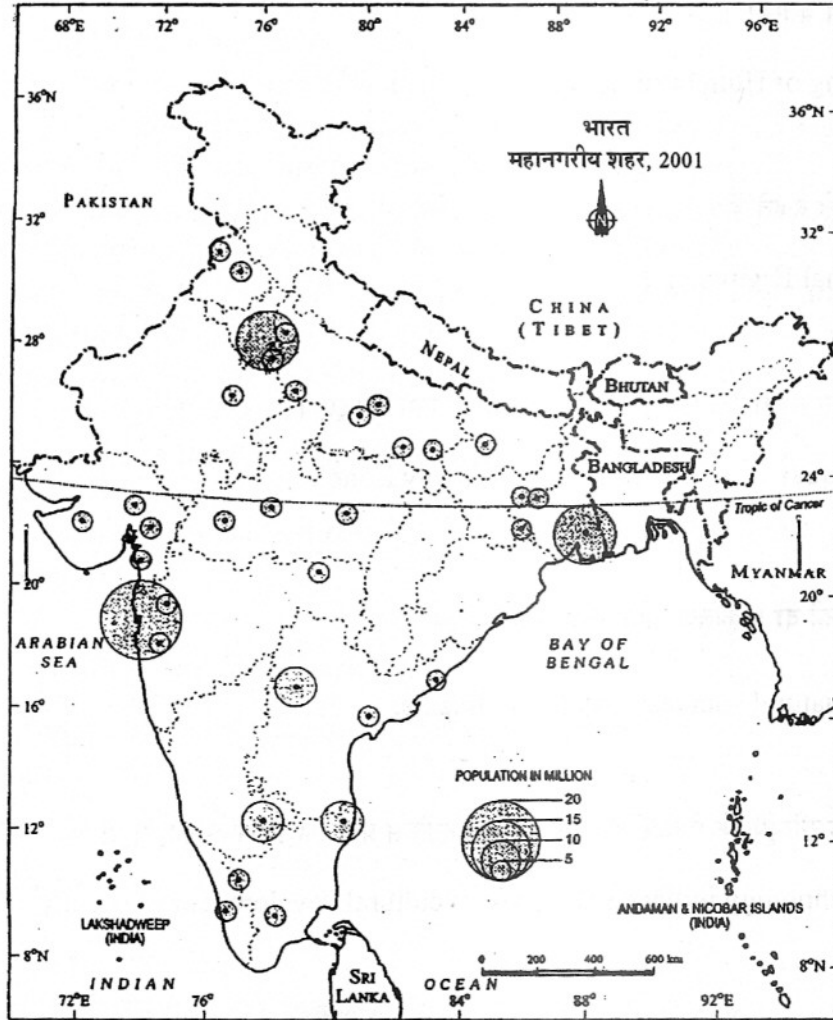 68°E 72° 76° 80° 84° 88° 92° 96°E
36°N
36°N
भारत
महानगरीय शहर, 2001
N
PAKISTAN
32°
32°
CHINA
(TIBET)
28°
28°
NEPAL
BHUTAN
BANGLADESH
24°
24°
Tropic of Cancer
MYANMAR
20°
20°
ARABIAN
SEA
BAY OF
BENGAL
16°
16°
POPULATION IN MILLION
20
15
10
5
12°
12°
LAKSHADWEEP
(INDIA)
ANDAMAN & NICOBAR ISLANDS
(INDIA)
8°N
8°N
0 200 400 600 km
INDIAN
SRI
LANKA
OCEAN
72°E 76° 84° 88° 92°E